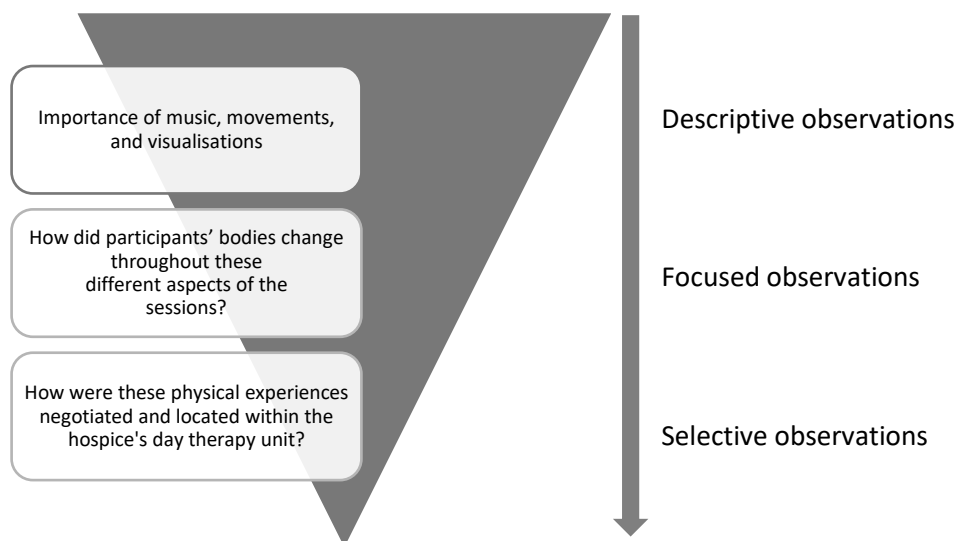 Importance of music, movements,
and visualisations
Descriptive observations
How did participants’ bodies change
throughout these
different aspects of the
sessions?
Focused observations
How were these physical experiences
negotiated and located within the
hospice's day therapy unit?
Selective observations